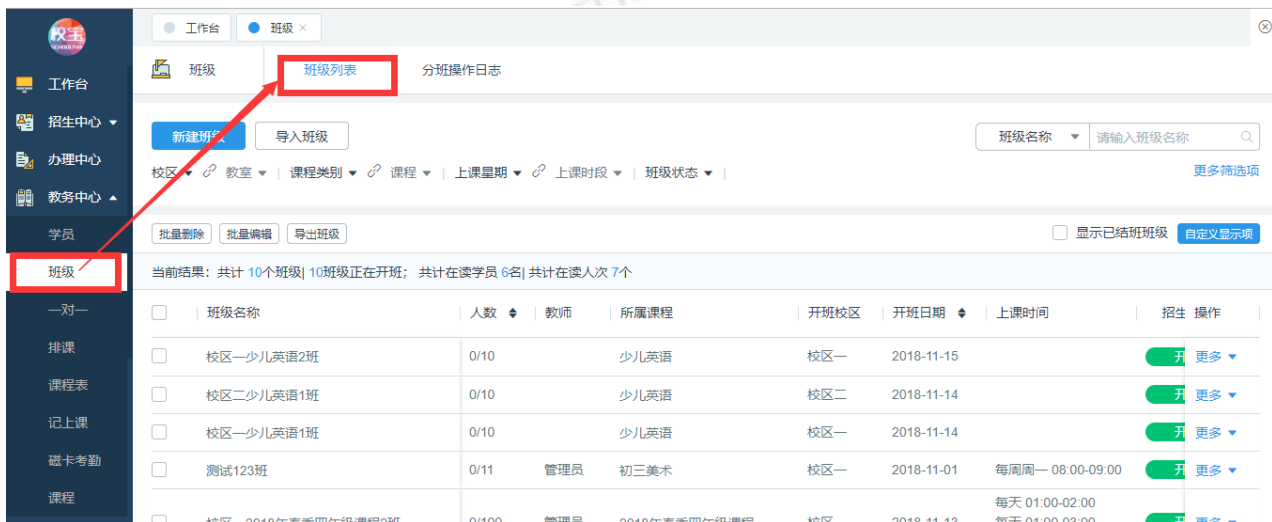 校宝
工作台 班级 ×
班级 班级列表 分班操作日志
工作台
招生中心
办理中心
教务中心
学员
班级
一对一
排课
课程表
记上课
磁卡考勤
课程
新建班级 导入班级 班级名称 请输入班级名称
校区 教室 | 课程类别 课程 | 上课星期 上课时段 | 班级状态 | 更多筛选项
批量删除 批量编辑 导出班级 显示已结班班级 自定义显示项
当前结果：共计 10个班级| 10班级正在开班； 共计在读学员 6名| 共计在读人次 7个
班级名称 人数 教师 所属课程 开班校区 开班日期 上课时间 招生 操作
校区一少儿英语2班 0/10 少儿英语 校区一 2018-11-15 开 更多
校区二少儿英语1班 0/10 少儿英语 校区二 2018-11-14 开 更多
校区一少儿英语1班 0/10 少儿英语 校区一 2018-11-14 开 更多
测试123班 0/11 管理员 初三美术 校区一 2018-11-01 每周周一 08:00-09:00 开 更多
每天 01:00-02:00